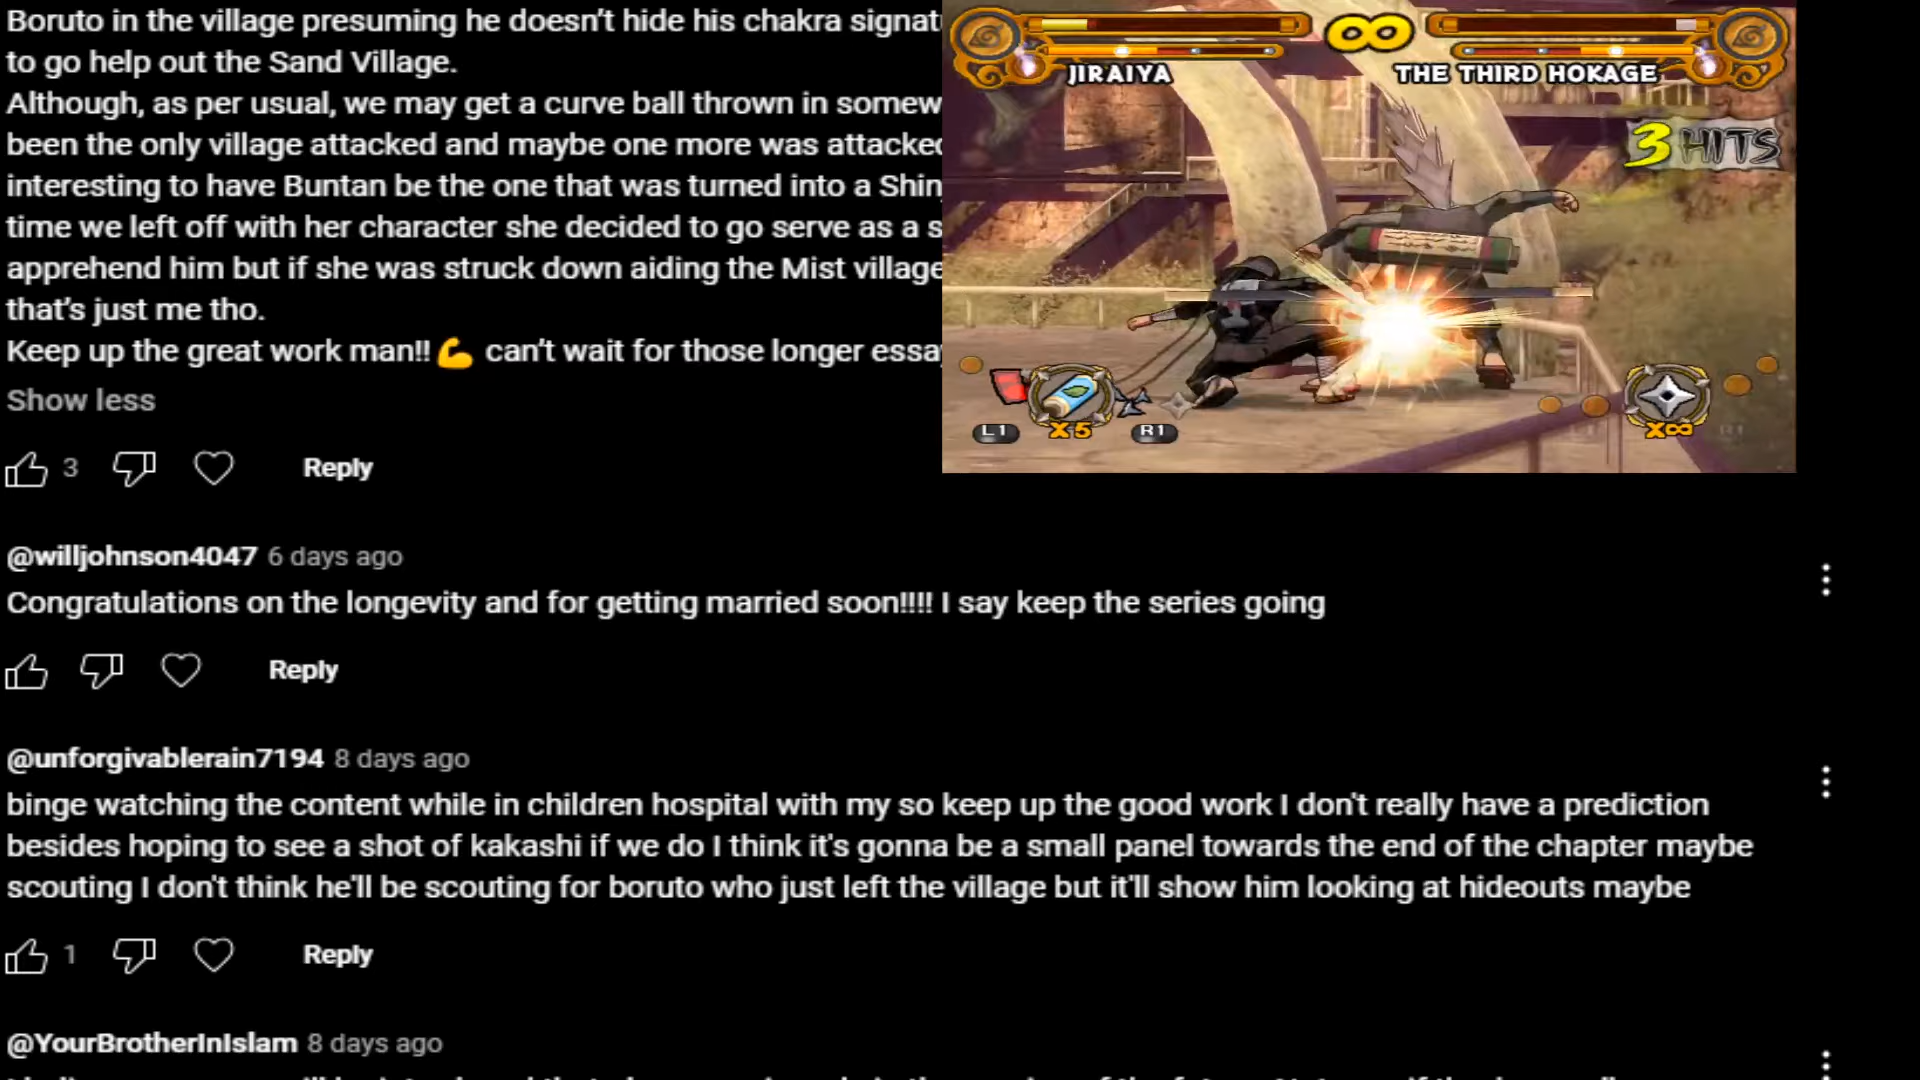 Boruto in the village presuming he doesn't hide his chakra
to go help out the Sand Village.
Although, as per usual, we may get a curve ball thrown in
been the only village attacked and maybe one more was attacked
interesting to have Buntan be the one that was turned into a
time we left off with her character she decided to go serve as a
apprehend him but if she was struck down aiding the Mist village
that's just me tho.
Keep up the great work man!!💪 can't wait for those longer
Show less
3
Reply
JIRAIYA
THE THIRD HOKAGE
3 HITS
L1
X5
R1
X∞
@willjohnson4047 6 days ago
Congratulations on the longevity and for getting married soon!!!! I say keep the series going
Reply
@unforgivablerain7194 8 days ago
binge watching the content while in children hospital with my so keep up the good work I don't really have a prediction
besides hoping to see a shot of kakashi if we do I think it's gonna be a small panel towards the end of the chapter maybe
scouting I don't think he'll be scouting for boruto who just left the village but it'll show him looking at hideouts maybe
1
Reply
@YourBrotherInIslam 8 days ago